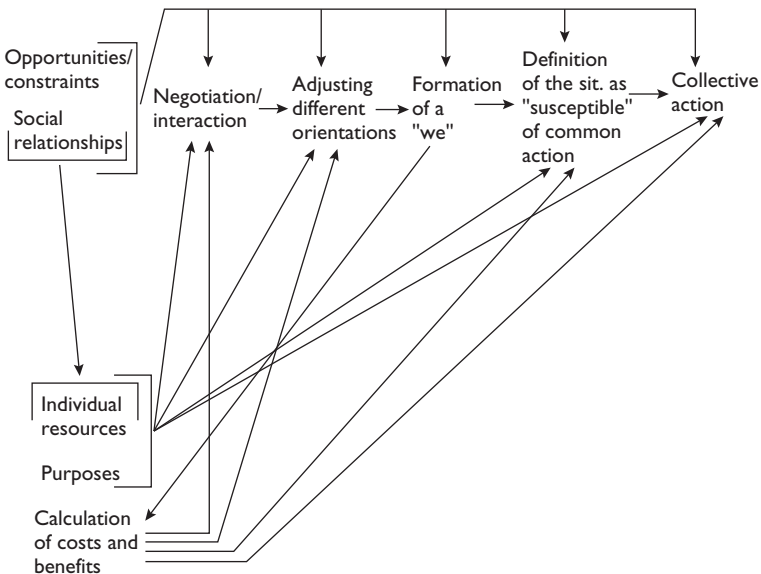 Opportunities/
constraints
Social
relationships
Negotiation/
interaction
Adjusting
different
orientations
Formation
of a
"we"
Definition
of the sit. as
"susceptible"
of common
action
Collective
action
Individual
resources
Purposes
Calculation
of costs and
benefits